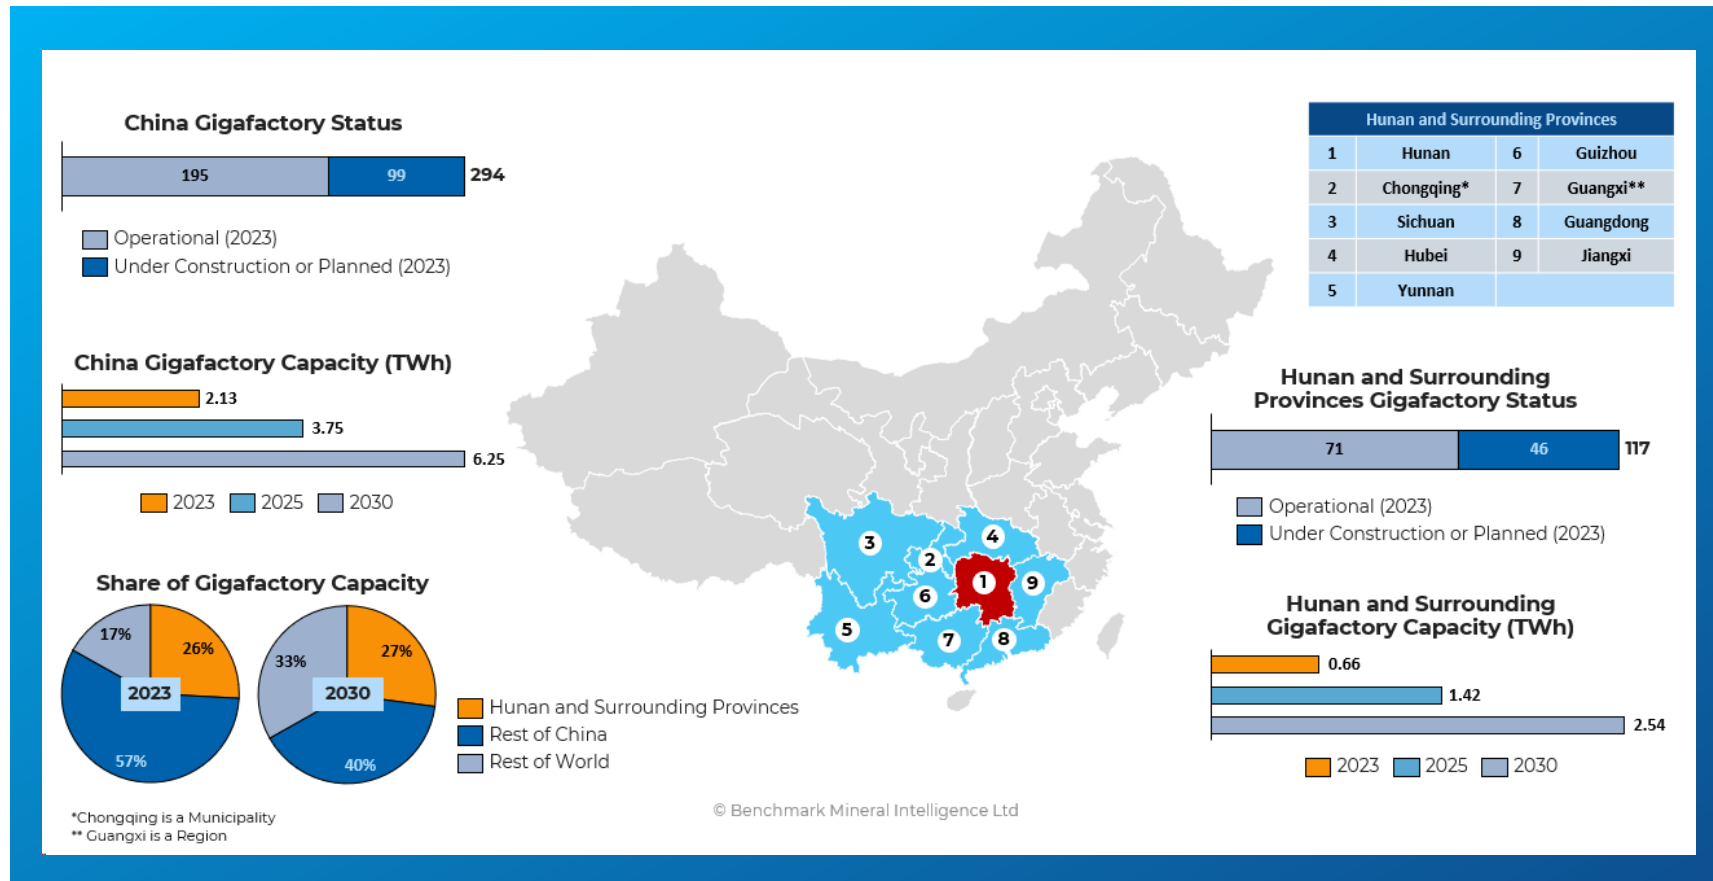 China Gigafactory Status
195
99
294
Operational (2023)
Under Construction or Planned (2023)
China Gigafactory Capacity (TWh)
2.13
3.75
6.25
2023 2025 2030
Share of Gigafactory Capacity
17%
26%
2023
57%
33%
27%
2030
40%
Hunan and Surrounding Provinces
Rest of China
Rest of World
*Chongqing is a Municipality
** Guangxi is a Region
3
2
4
1
9
6
5
7
8
© Benchmark Mineral Intelligence Ltd
Hunan and Surrounding Provinces
1 Hunan 6 Guizhou
2 Chongqing* 7 Guangxi**
3 Sichuan 8 Guangdong
4 Hubei 9 Jiangxi
5 Yunnan
Hunan and Surrounding
Provinces Gigafactory Status
71
46
117
Operational (2023)
Under Construction or Planned (2023)
Hunan and Surrounding
Gigafactory Capacity (TWh)
0.66
1.42
2.54
2023 2025 2030